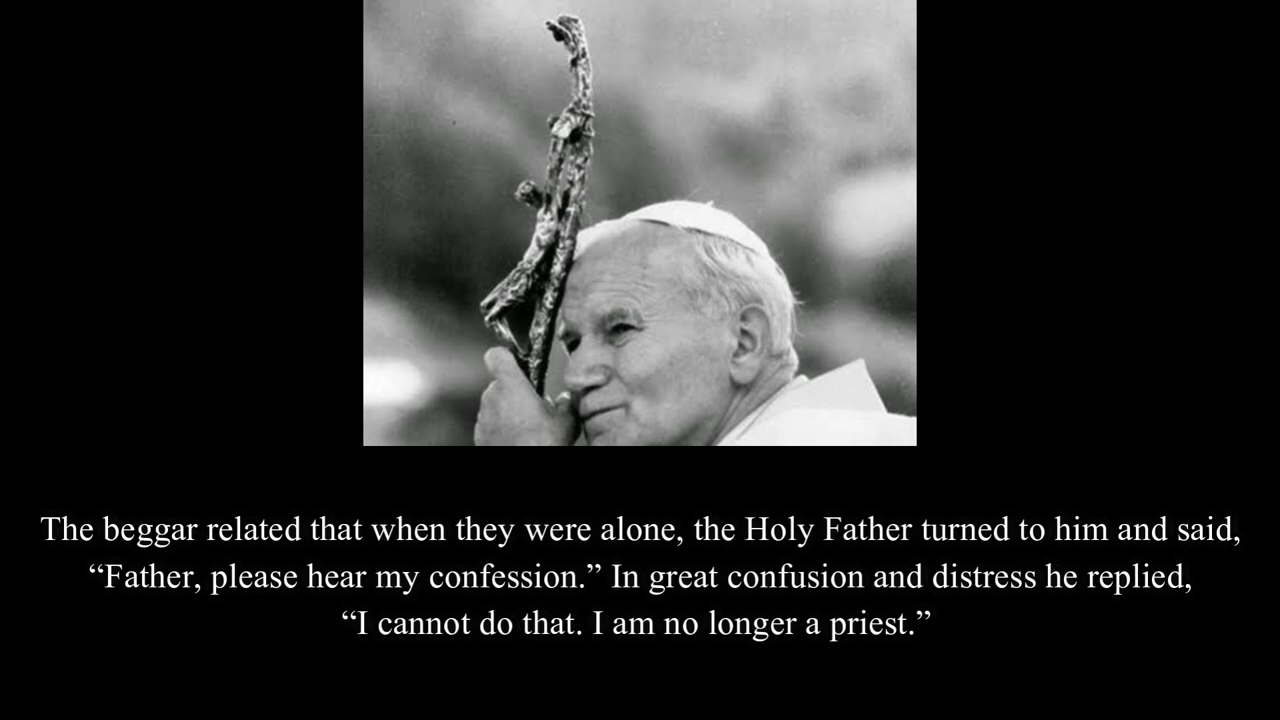 The beggar related that when they were alone, the Holy Father turned to him and said,
“Father, please hear my confession.” In great confusion and distress he replied,
“I cannot do that. I am no longer a priest.”